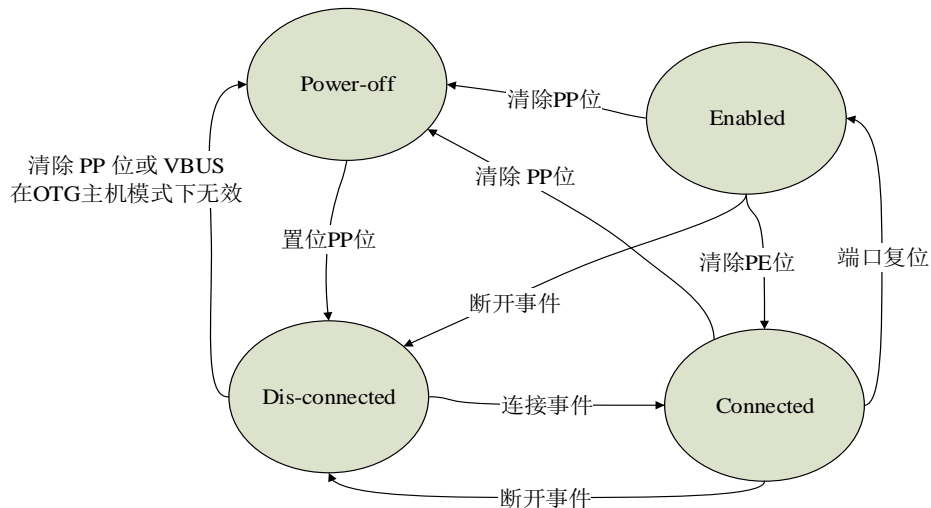 Power-off
清除PP位
Enabled
清除 PP 位或 VBUS
在OTG主机模式下无效
清除 PP位
置位PP位
清除PE位
端口复位
断开事件
Dis-connected
连接事件
Connected
断开事件